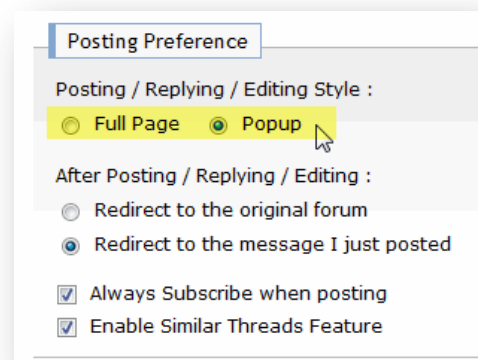 Posting Preference
Posting / Replying / Editing Style :
Full Page Popup
After Posting / Replying / Editing :
Redirect to the original forum
Redirect to the message I just posted
Always Subscribe when posting
Enable Similar Threads Feature